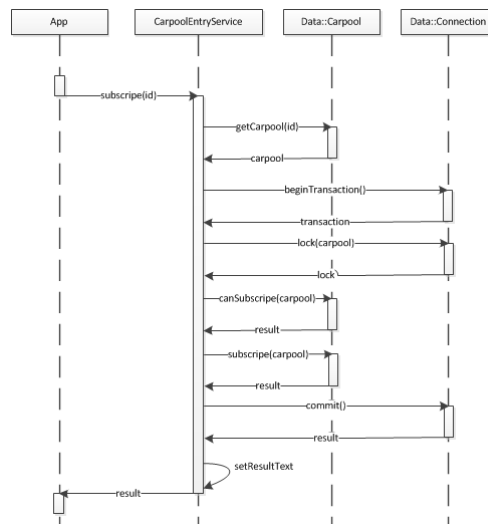 App
CarpoolEntryService
Data::Carpool
Data::Connection
subscripe(id)
getCarpool(id)
carpool
beginTransaction()
transaction
lock(carpool)
lock
canSubscripe(carpool)
result
subscripe(carpool)
result
commit()
result
setResultText
result